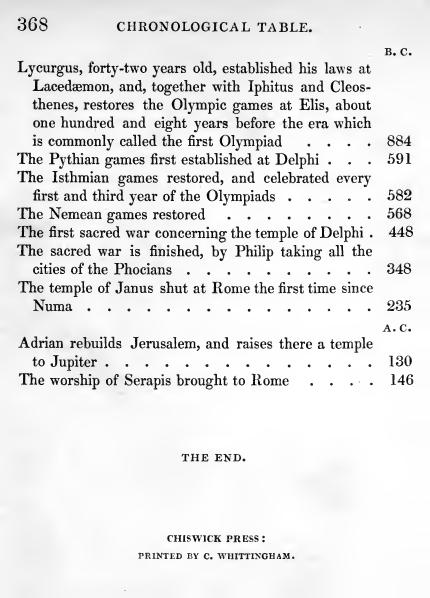 368 CHRONOLOGICAL TABLE.
B. C.
Lycurgus, forty-two years old, established his laws at
Lacedæmon, and, together with Iphitus and Cleos-
thenes, restores the Olympic games at Elis, about
one hundred and eight years before the era which
is commonly called the first Olympiad . . . . 884
The Pythian games first established at Delphi . . . 591
The Isthmian games restored, and celebrated every
first and third year of the Olympiads . . . . . 582
The Nemean games restored . . . . . . . . 568
The first sacred war concerning the temple of Delphi . 448
The sacred war is finished, by Philip taking all the
cities of the Phocians . . . . . . . . . . 348
The temple of Janus shut at Rome the first time since
Numa . . . . . . . . . . . . . . 235
A. C.
Adrian rebuilds Jerusalem, and raises there a temple
to Jupiter . . . . . . . . . . . . . 130
The worship of Serapis brought to Rome . . . . 146
THE END.
CHISWICK PRESS:
PRINTED BY C. WHITTINGHAM.